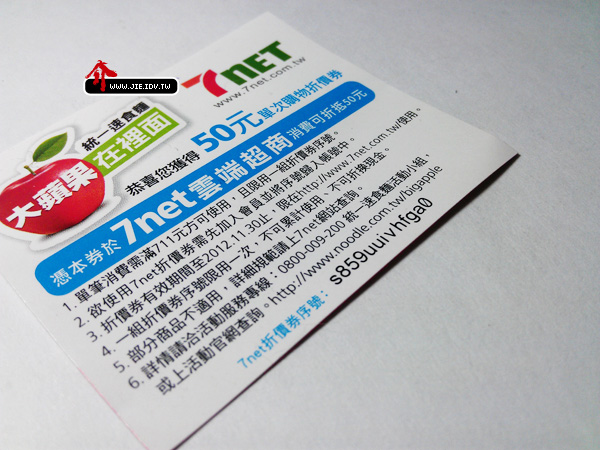 介
WWW.JIE.IDV.TW
7NET
www.7net.com.tw
統一速食麵
在裡面
大蘋果
恭喜您獲得 50元 單次購物折價券
憑本券於 7net雲端超商 消費可折抵50元
1. 單筆消費需滿711元方可使用，且限用一組折價券序號。
2. 欲使用7net折價券需先加入會員並將序號歸入帳號中。
3. 折價券有效期間至2012.11.30止，限在http://www.7net.com.tw/使用。
4. 一組折價券序號限用一次，不可累計使用、不可折換現金。
5. 部分商品不適用，詳細規範請上7net網站查詢。
6. 詳情請洽活動服務專線：0800-009-200 統一速食麵活動小組，
或上活動官網查詢。http://www.noodle.com.tw/bigapple
7net折價券序號： s859uuivhfga0